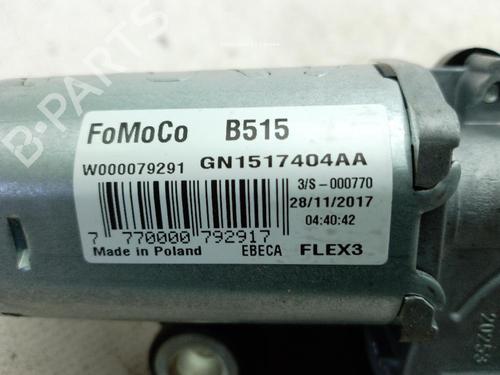 B-PARTS
FoMoCo B515
W000079291 GN1517404AA
3/S-000770
28/11/2017
04:40:42
7 770000 792917
Made in Poland EBECA FLEX3